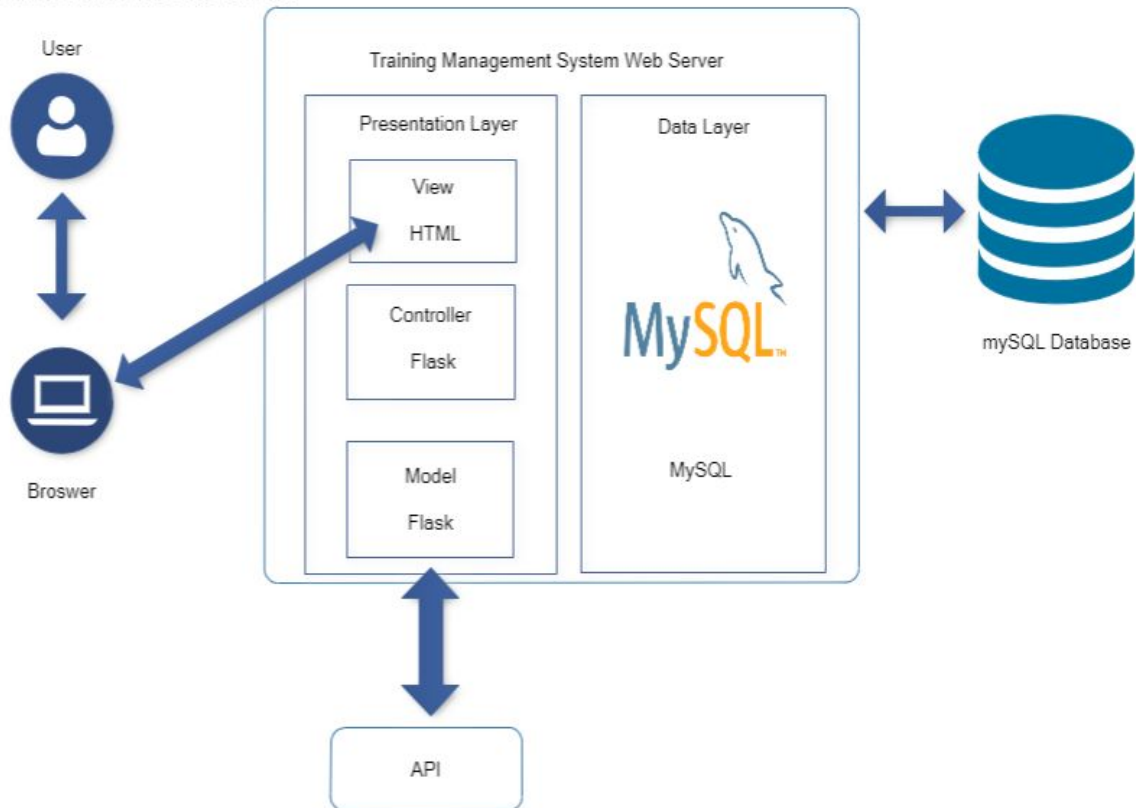 User
Training Management System Web Server
Presentation Layer
Data Layer
View
HTML
Controller
Flask
Model
Flask
MySQL™
MySQL
mySQL Database
Broswer
API